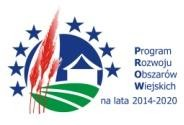 Program
Rozwoju
Obszarów
Wiejskich
na lata 2014-2020